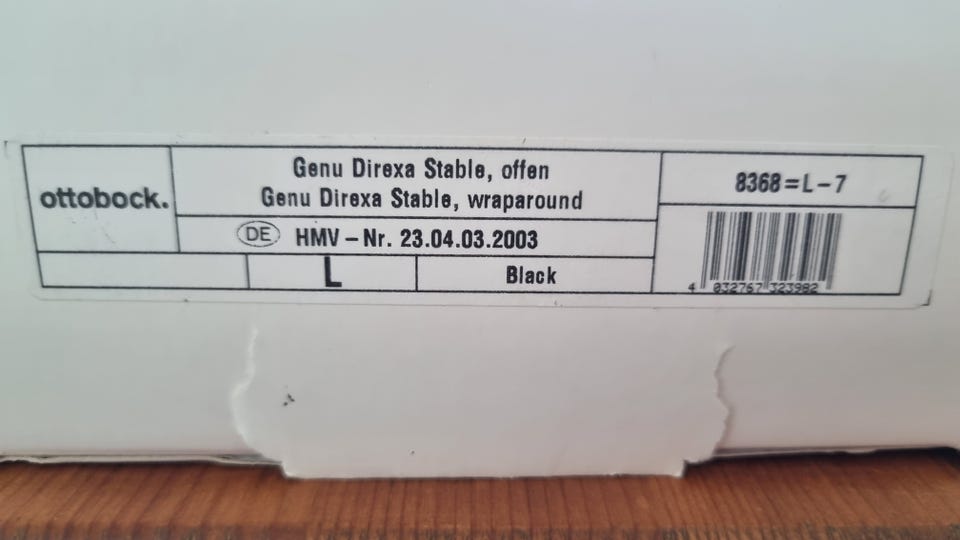 ottobock.
Genu Direxa Stable, offen
Genu Direxa Stable, wraparound
DE HMV - Nr. 23.04.03.2003
L
Black
8368=L-7
4 032767 323982